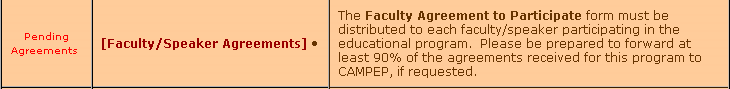 Pending
Agreements
[Faculty/Speaker Agreements] •
The Faculty Agreement to Participate form must be
distributed to each faculty/speaker participating in the
educational program. Please be prepared to forward at
least 90% of the agreements received for this program to
CAMPEP, if requested.